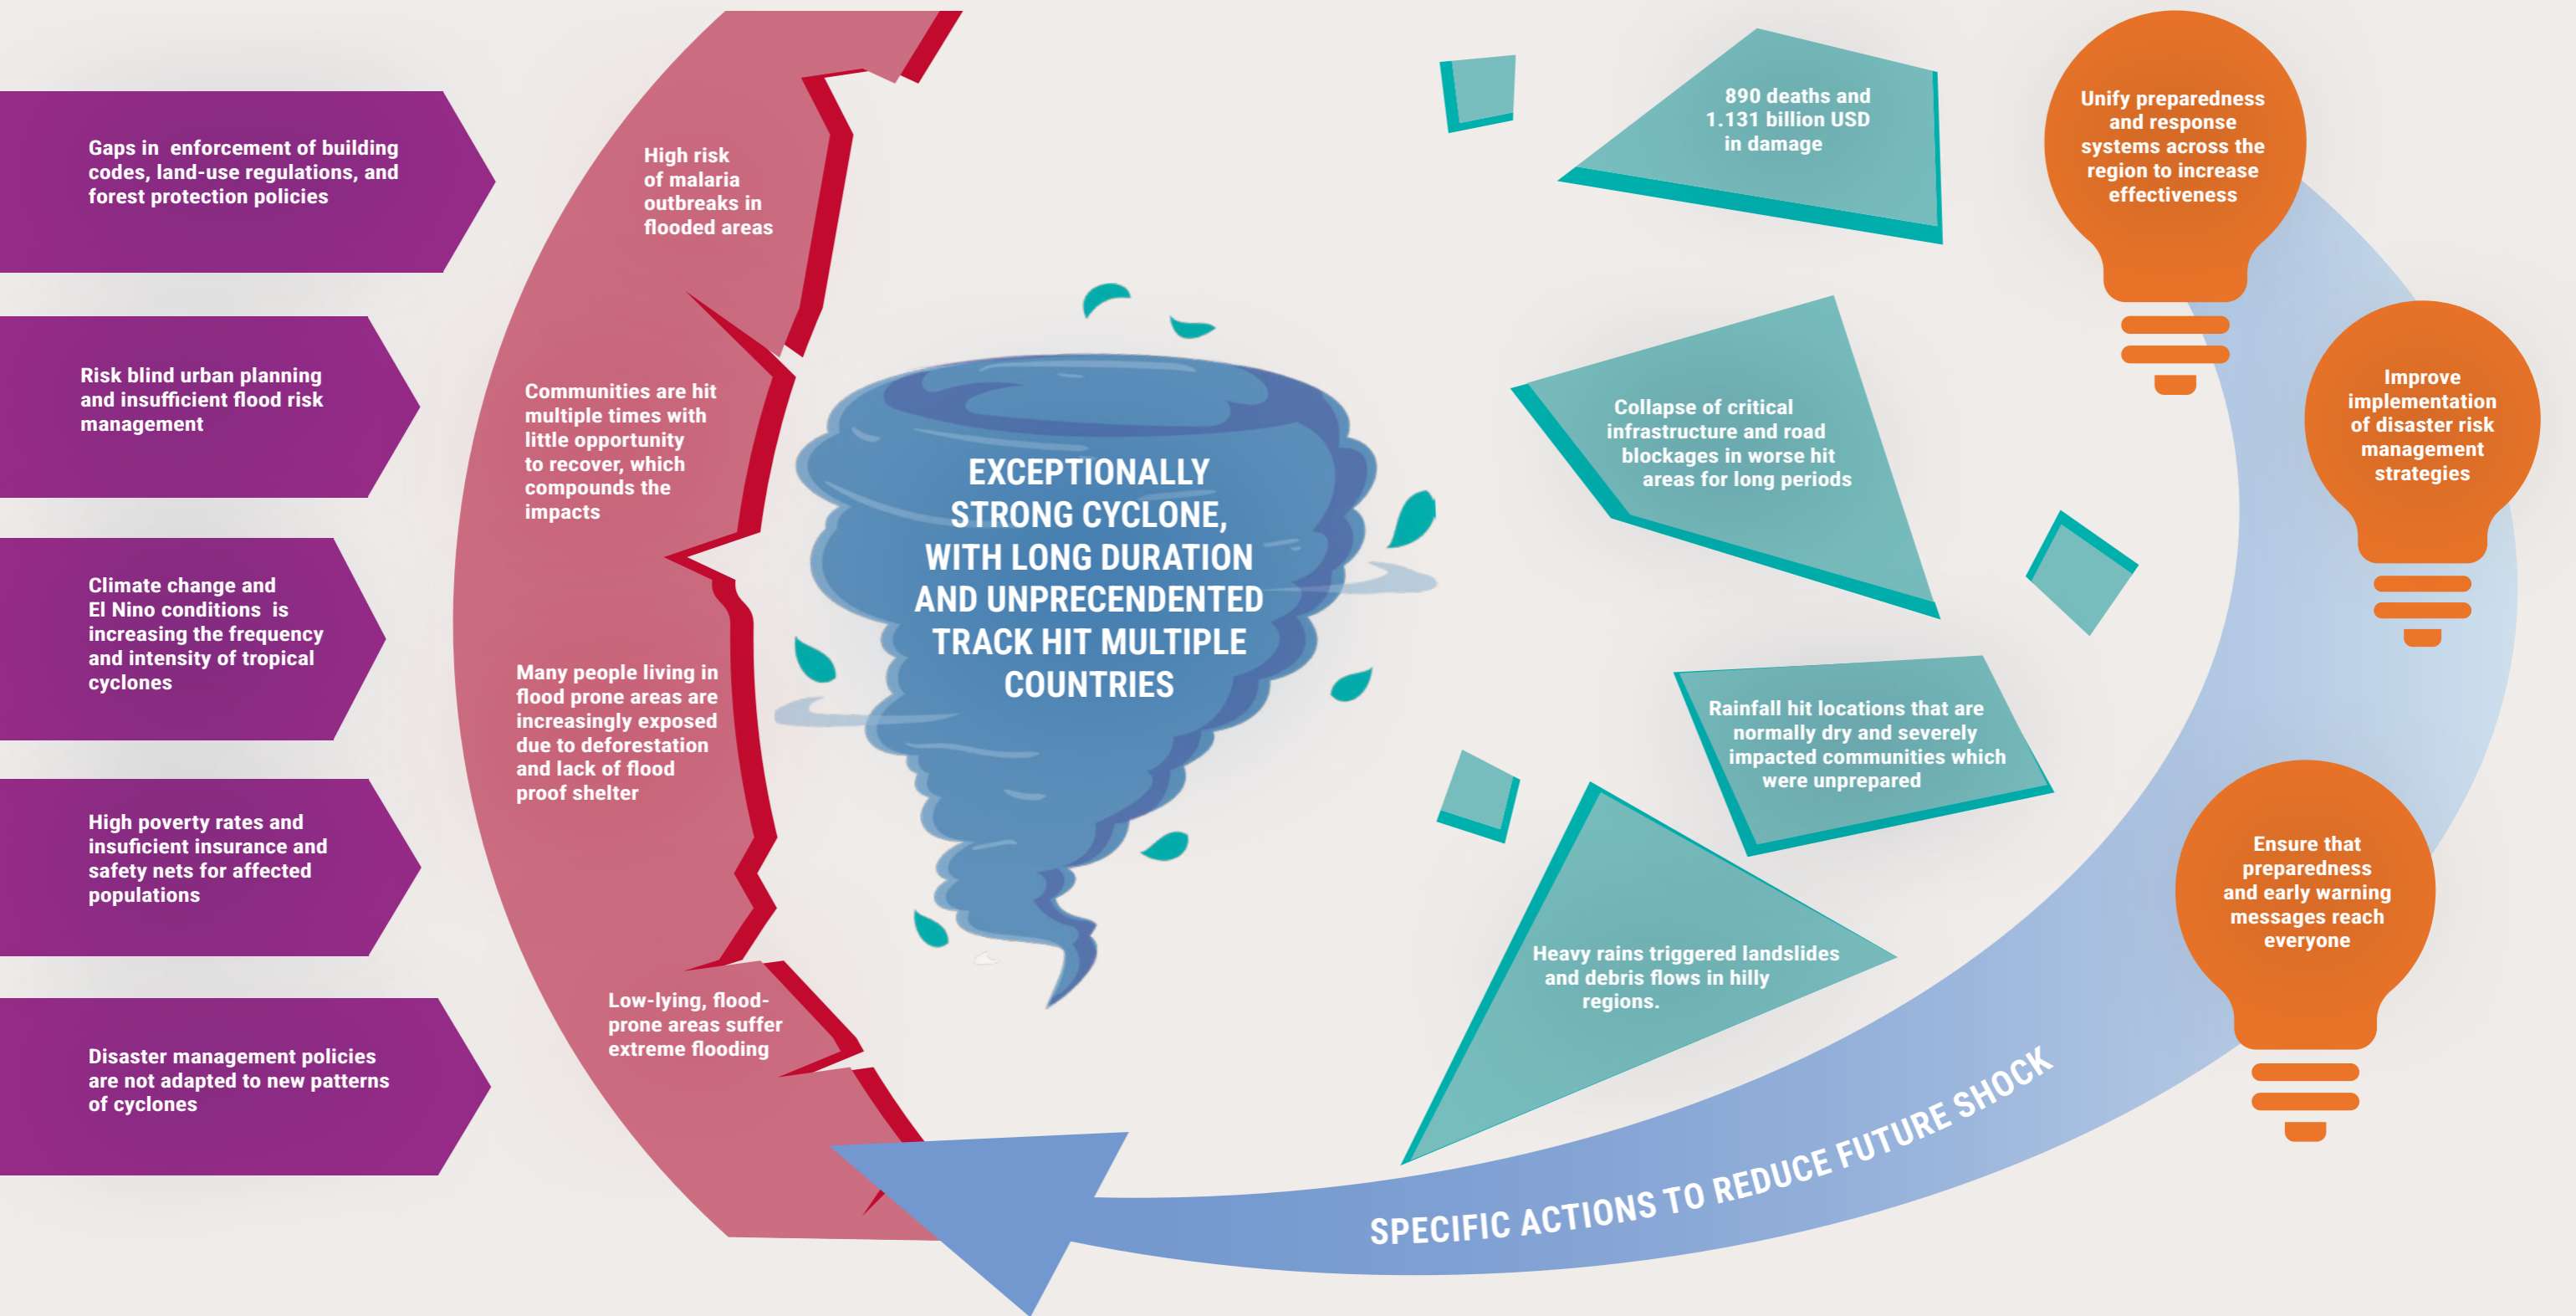 Gaps in  enforcement of building
codes, land-use regulations, and
forest protection policies
Risk blind urban planning
and insufficient flood risk
management
Climate change and
El Nino conditions  is
increasing the frequency
and intensity of tropical
cyclones
High poverty rates and
insuficient insurance and
safety nets for affected
populations
Disaster management policies
are not adapted to new patterns
of cyclones
High risk
of malaria
outbreaks in
flooded areas
Communities are hit
multiple times with
little opportunity
to recover, which
compounds the
impacts
Many people living in
flood prone areas are
increasingly exposed
due to deforestation
and lack of flood
proof shelter
Low-lying, flood-
prone areas suffer
extreme flooding
EXCEPTIONALLY
STRONG CYCLONE,
WITH LONG DURATION
AND UNPRECENDENTED
TRACK HIT MULTIPLE
COUNTRIES
890 deaths and
1.131 billion USD
in damage
Collapse of critical
infrastructure and road
blockages in worse hit
areas for long periods
Rainfall hit locations that are
normally dry and severely
impacted communities which
were unprepared
Heavy rains triggered landslides
and debris flows in hilly
regions.
Unify preparedness
and response
systems across the
region to increase
effectiveness
Improve
implementation
of disaster risk
management
strategies
Ensure that
preparedness
and early warning
messages reach
everyone
SPECIFIC ACTIONS TO REDUCE FUTURE SHOCK